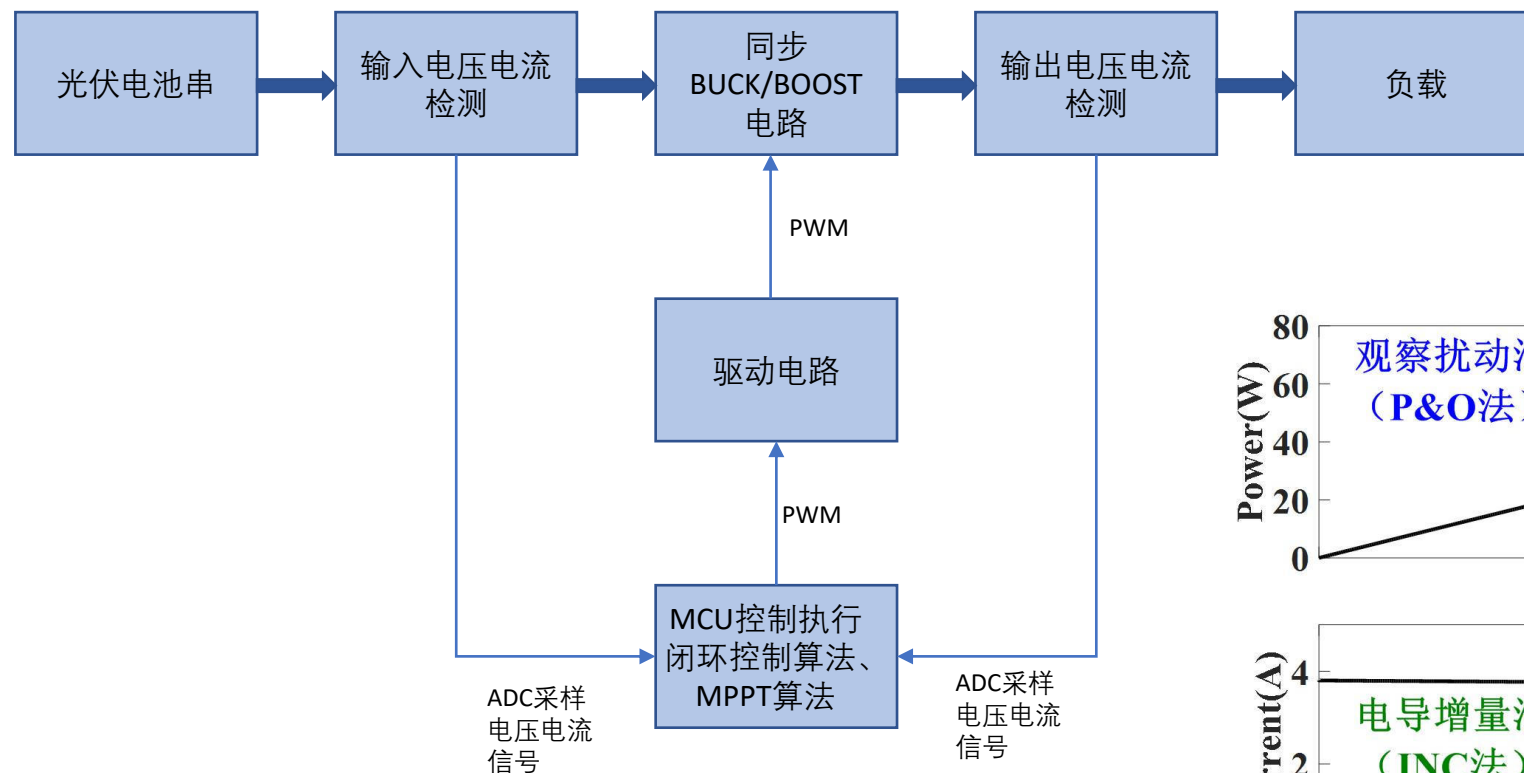 光伏电池串
输入电压电流
检测
同步
BUCK/BOOST
电路
输出电压电流
检测
负载
PWM
驱动电路
PWM
MCU控制执行
闭环控制算法、
MPPT算法
ADC采样
电压电流
信号
ADC采样
电压电流
信号
80
60
40
20
0
Power(W)
观察扰动
(P&O法)
4
2
电导增量
(INC法)